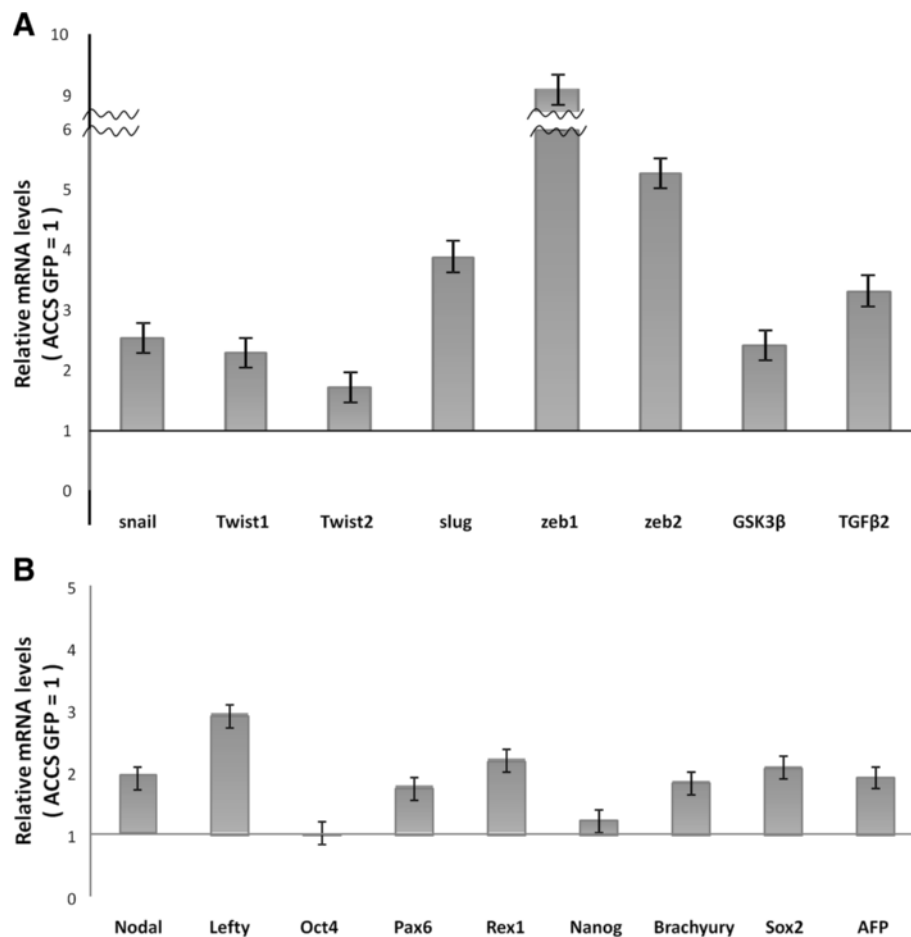 A
10
9
6
5
4
3
2
1
0
Relative mRNA levels
( ACCS GFP = 1 )
snail Twist1 Twist2 slug zeb1 zeb2 GSK3β TGFβ2
B
5
4
3
2
1
0
Relative mRNA levels
( ACCS GFP = 1 )
Nodal Lefty Oct4 Pax6 Rex1 Nanog Brachyury Sox2 AFP